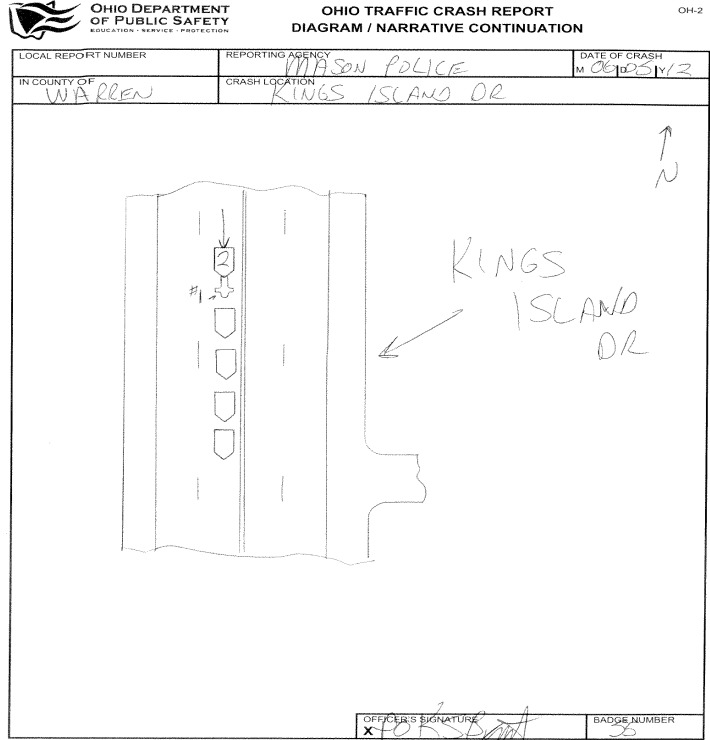 OHIO DEPARTMENT
OF PUBLIC SAFETY
EDUCATION · SERVICE · PROTECTION
OHIO TRAFFIC CRASH REPORT
DIAGRAM / NARRATIVE CONTINUATION
OH-2
LOCAL REPORT NUMBER
REPORTING AGENCY
MASON POLICE
DATE OF CRASH
M 06 D 05 Y 12
IN COUNTY OF
WARREN
CRASH LOCATION
KINGS ISLAND DR
N
2
#1
KINGS
ISLAND
DR
OFFICER'S SIGNATURE
X PO
BADGE NUMBER
36